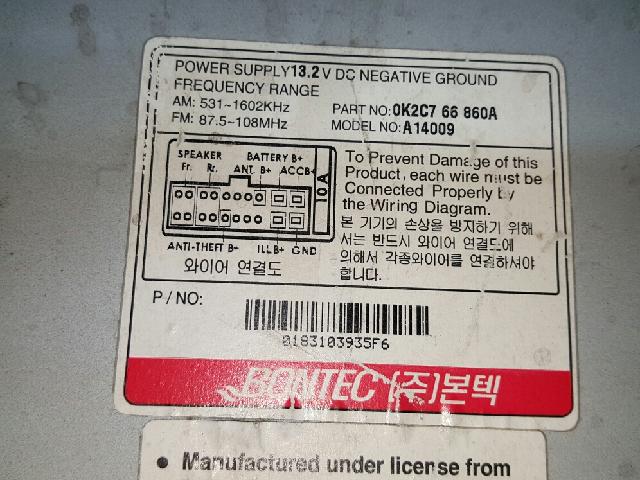 POWER SUPPLY 13.2 V DC NEGATIVE GROUND
FREQUENCY RANGE
AM: 531~1602KHz
FM: 87.5~108MHz
PART NO: 0K2C7 66 860A
MODEL NO: A14009
SPEAKER
Fr. Rr.
BATTERY B+
ANT. B+ ACCB+
10A
ANTI-THEFT B+ ILLB+ GND
와이어 연결도
To Prevent Damage of this
Product, each wire must be
Connected Properly by
the Wiring Diagram.
본 기기의 손상을 방지하기 위해
서는 반드시 와이어 연결도에
의해서 각종와이어를 연결하셔야
합니다.
P/NO:
0183103935F6
BONTEC (주)본텍
• Manufactured under license from